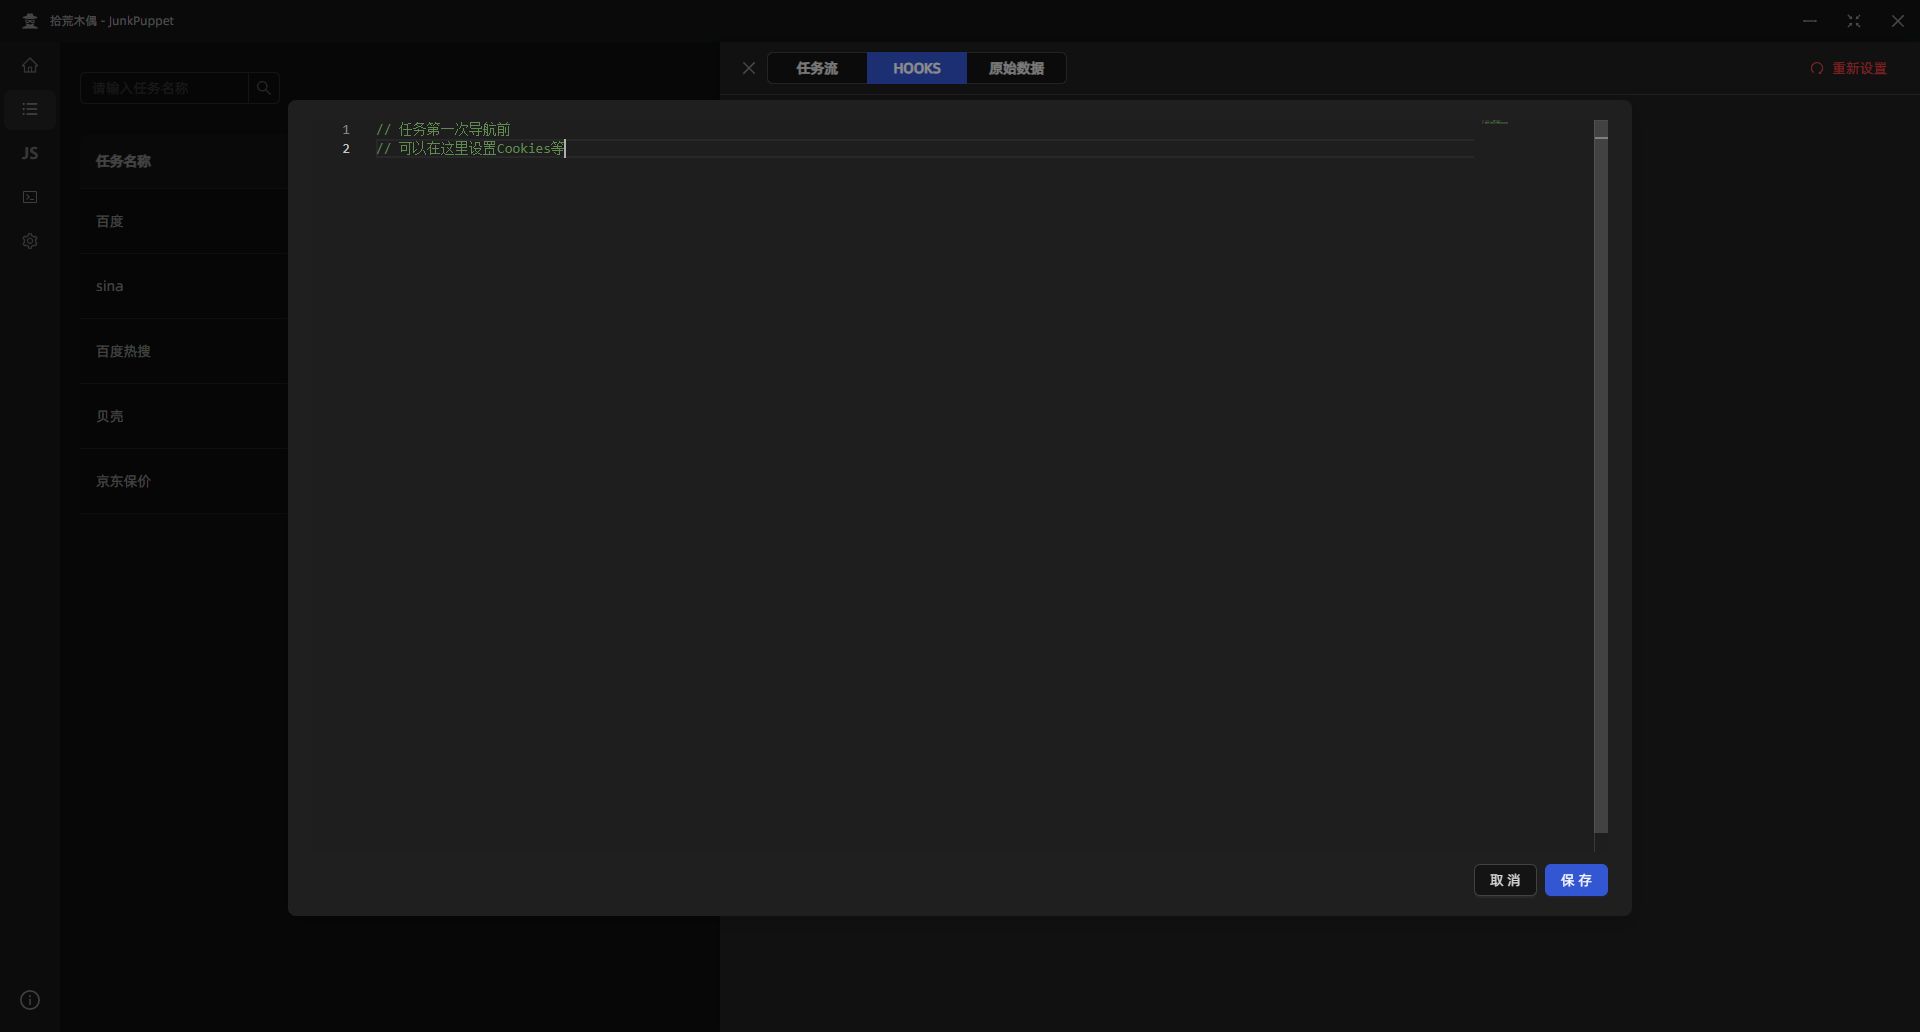 拾荒木偶 - JunkPuppet
请输入任务名称
任务流
HOOKS
原始数据
重新设置
JS
任务名称
百度
sina
百度热搜
贝壳
京东保价
1 // 任务第一次导航前
2 // 可以在这里设置Cookies等
取 消
保 存